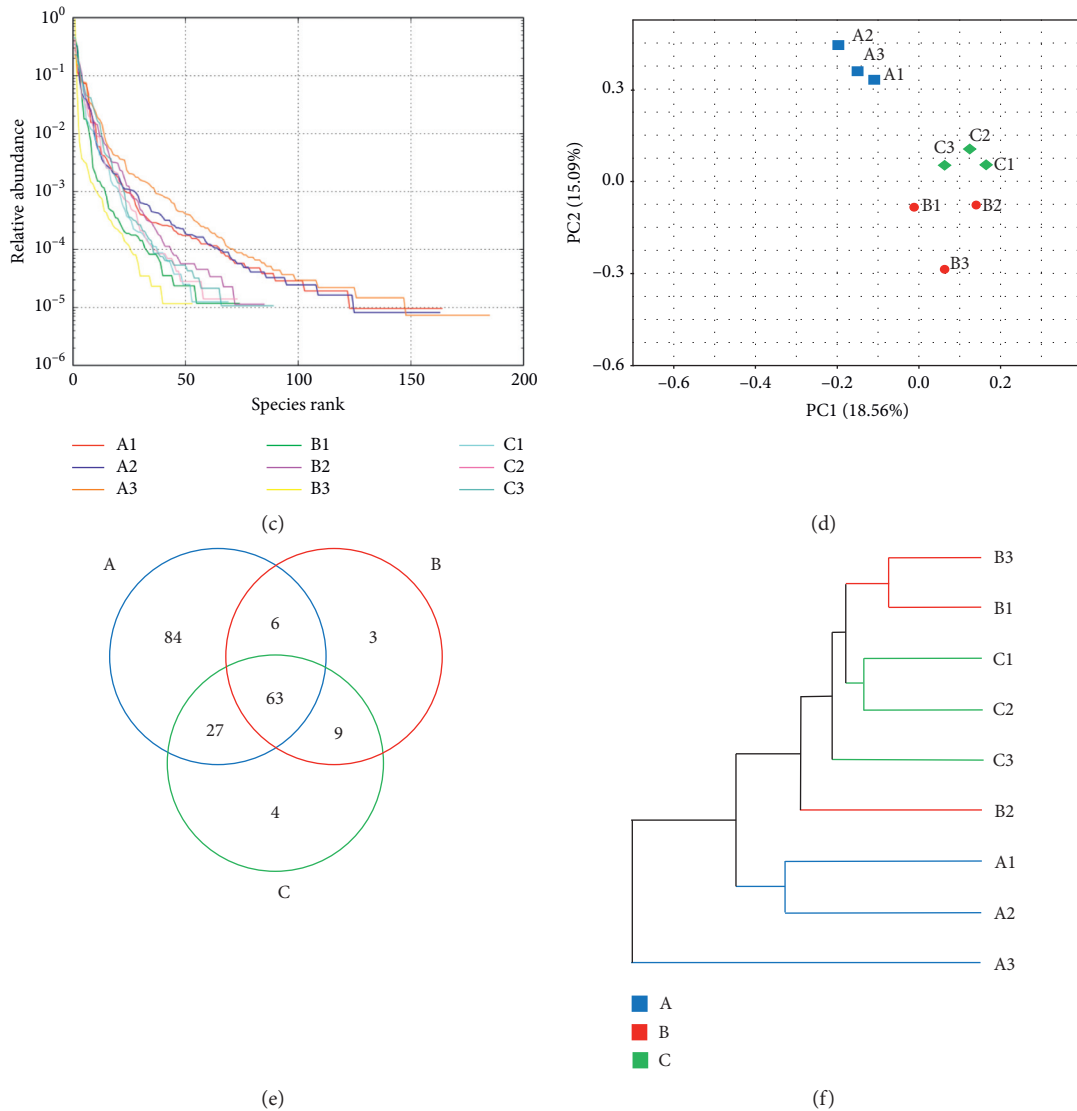 10⁰
10⁻¹
10⁻²
10⁻³
10⁻⁴
10⁻⁵
10⁻⁶
Relative abundance
0 50 100 150 200
Species rank
A1 B1 C1
A2 B2 C2
A3 B3 C3
(c)
0.3
0.0
−0.3
−0.6
PC2 (15.09%)
A2
A3
A1
C2
C3
C1
B1
B2
B3
−0.6 −0.4 −0.2 0.0 0.2
PC1 (18.56%)
(d)
A
B
84
6
3
63
27
9
4
C
(e)
B3
B1
C1
C2
C3
B2
A1
A2
A3
A
B
C
(f)